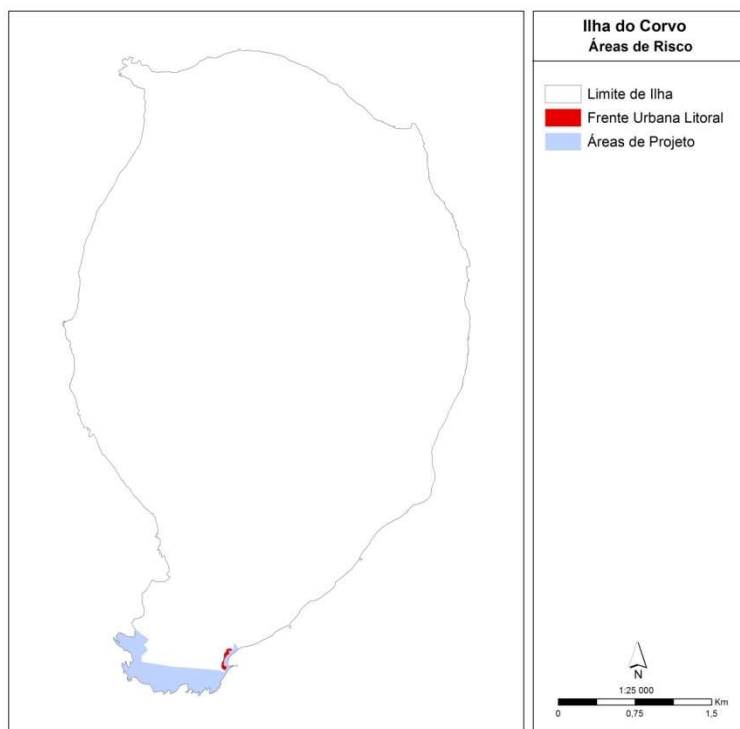 Ilha do Corvo
Áreas de Risco
Limite de Ilha
Frente Urbana Litoral
Áreas de Projeto
N
1:25 000
Km
0 0,75 1,5